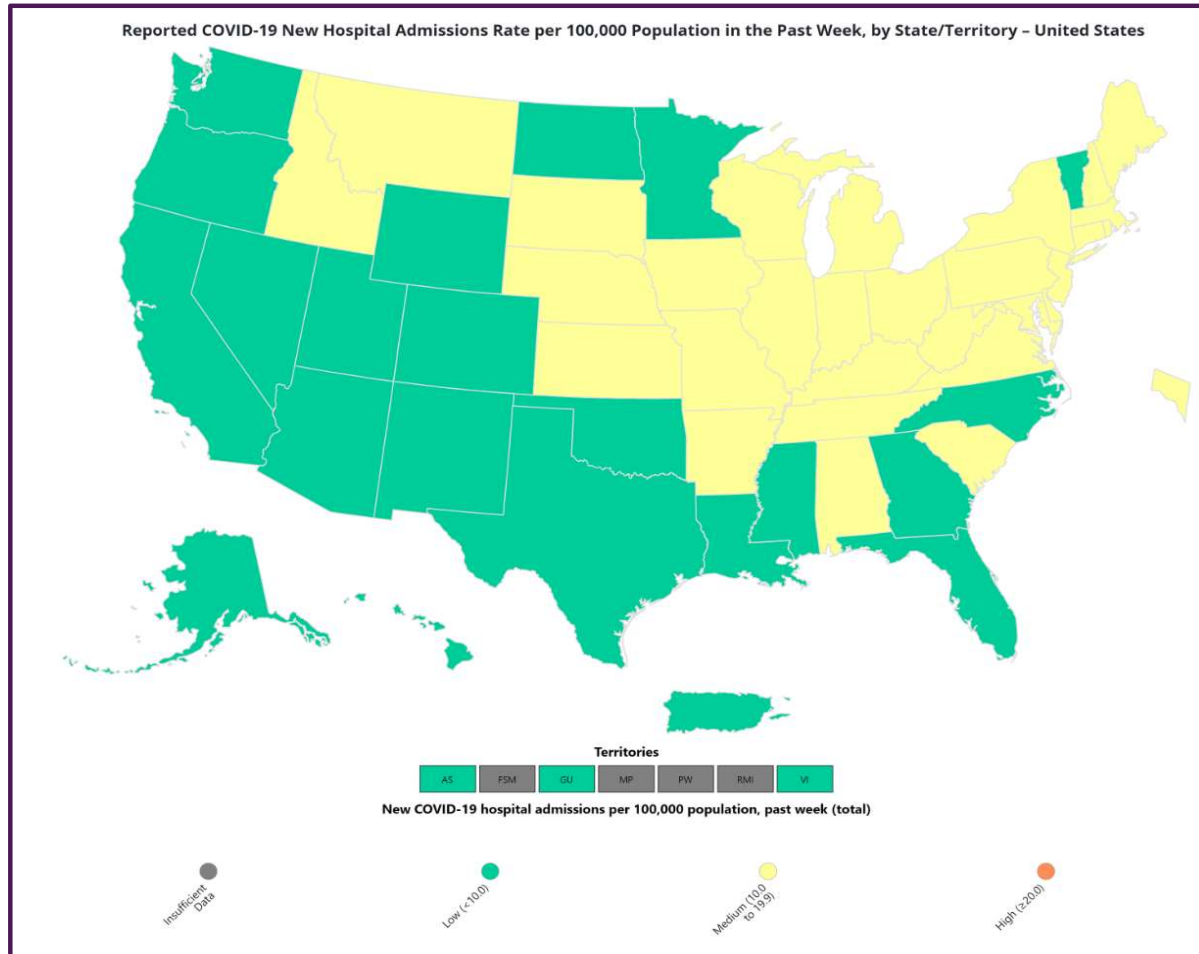 Reported COVID-19 New Hospital Admissions Rate per 100,000 Population in the Past Week, by State/Territory – United States
Territories
AS FSM GU MP PW RMI VI
New COVID-19 hospital admissions per 100,000 population, past week (total)
Insufficient
Data
Low (<10.0)
Medium (10.0
to 19.9)
High (≥20.0)